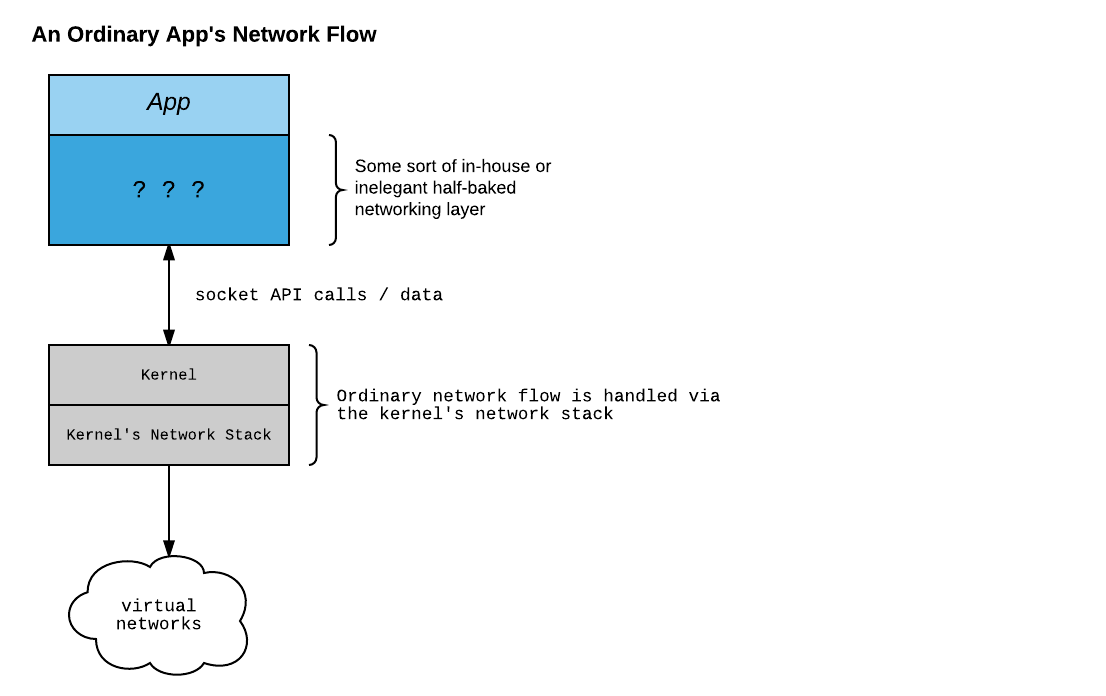 An Ordinary App's Network Flow
App
? ? ?
Some sort of in-house or
inelegant half-baked
networking layer
socket API calls / data
Kernel
Kernel's Network Stack
Ordinary network flow is handled via
the kernel's network stack
virtual
networks